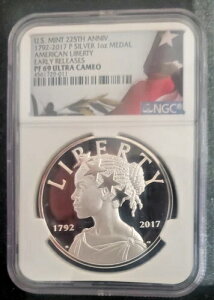 U.S. MINT 225TH ANNIV
1792-2017 P SILVER 1oz MEDAL
AMERICAN LIBERTY
EARLY RELEASES
PF 69 ULTRA CAMEO
NGC
LIBERTY
1792 2017